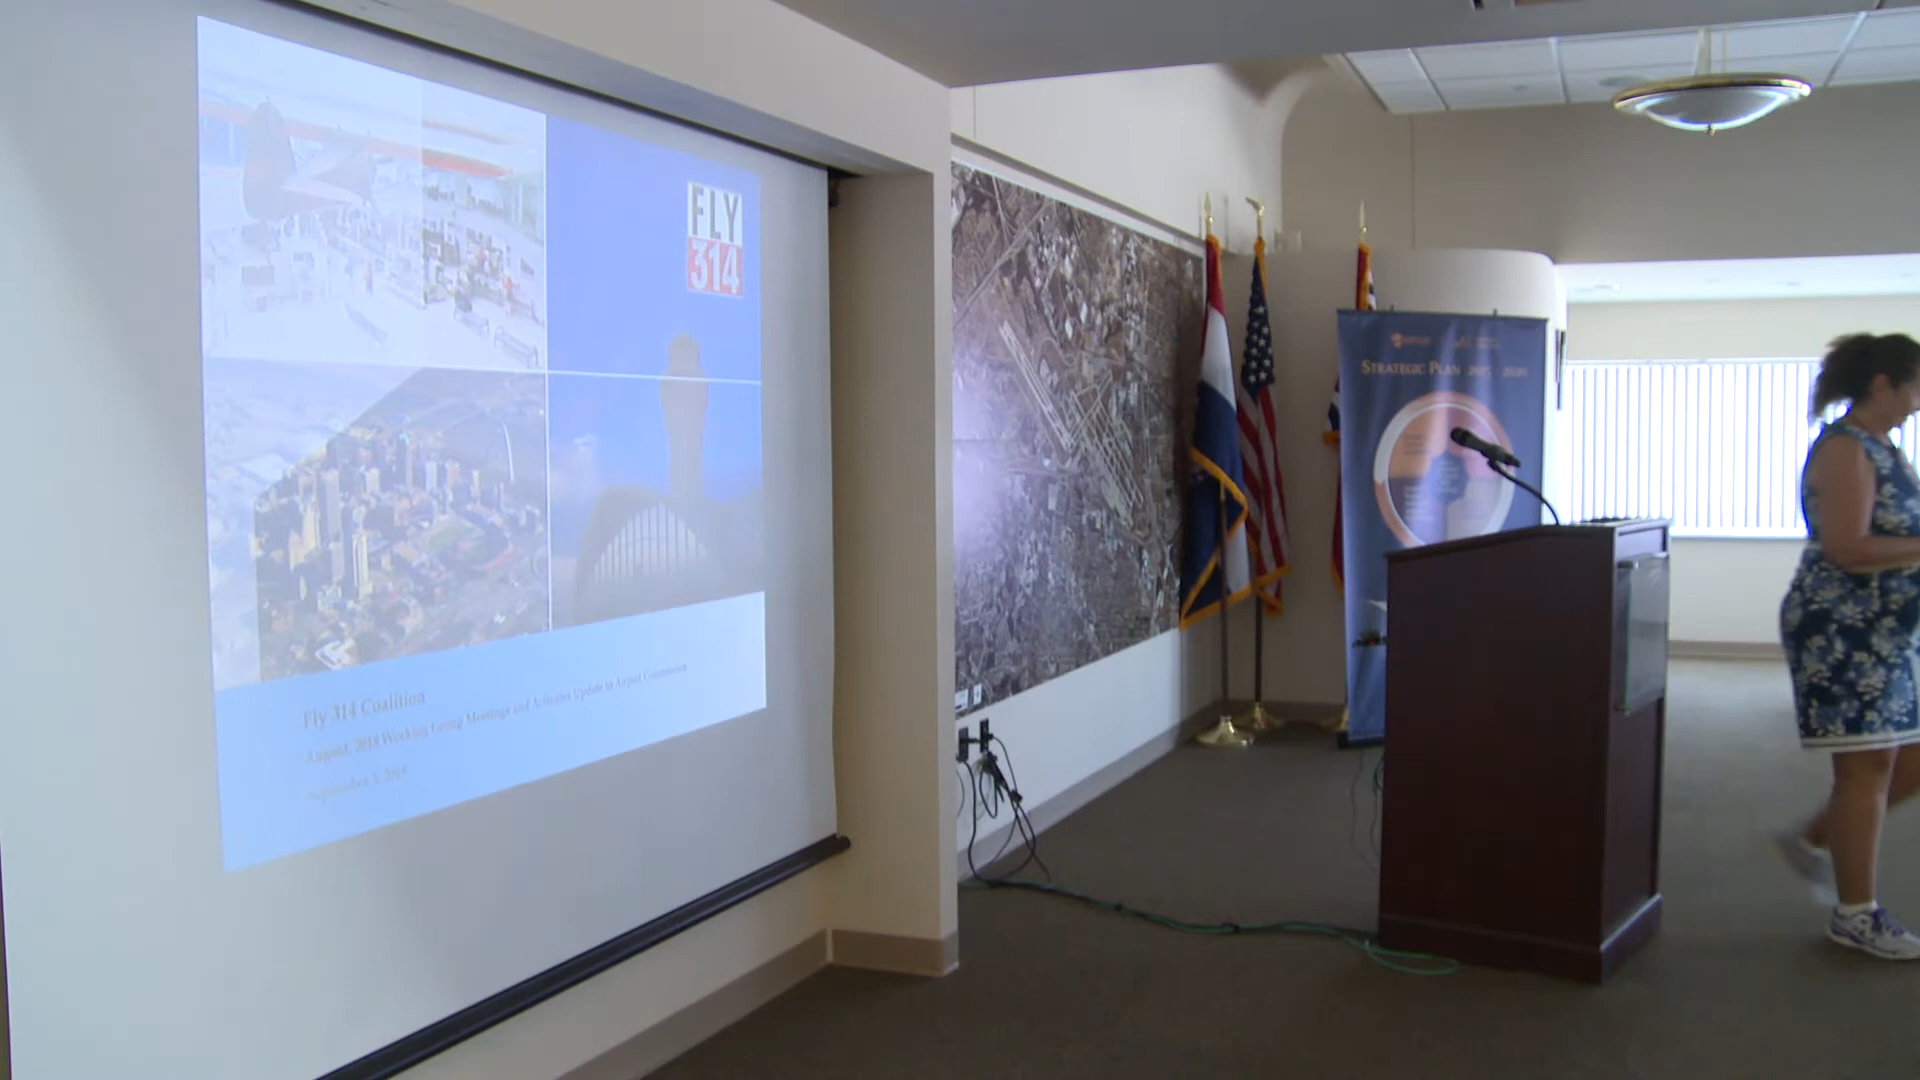 FLY
314
Fly 314 Coalition
August, 2018 Working Group Meetings and Activities Update to Airport Commission
September 5, 2018
STRATEGIC PLAN